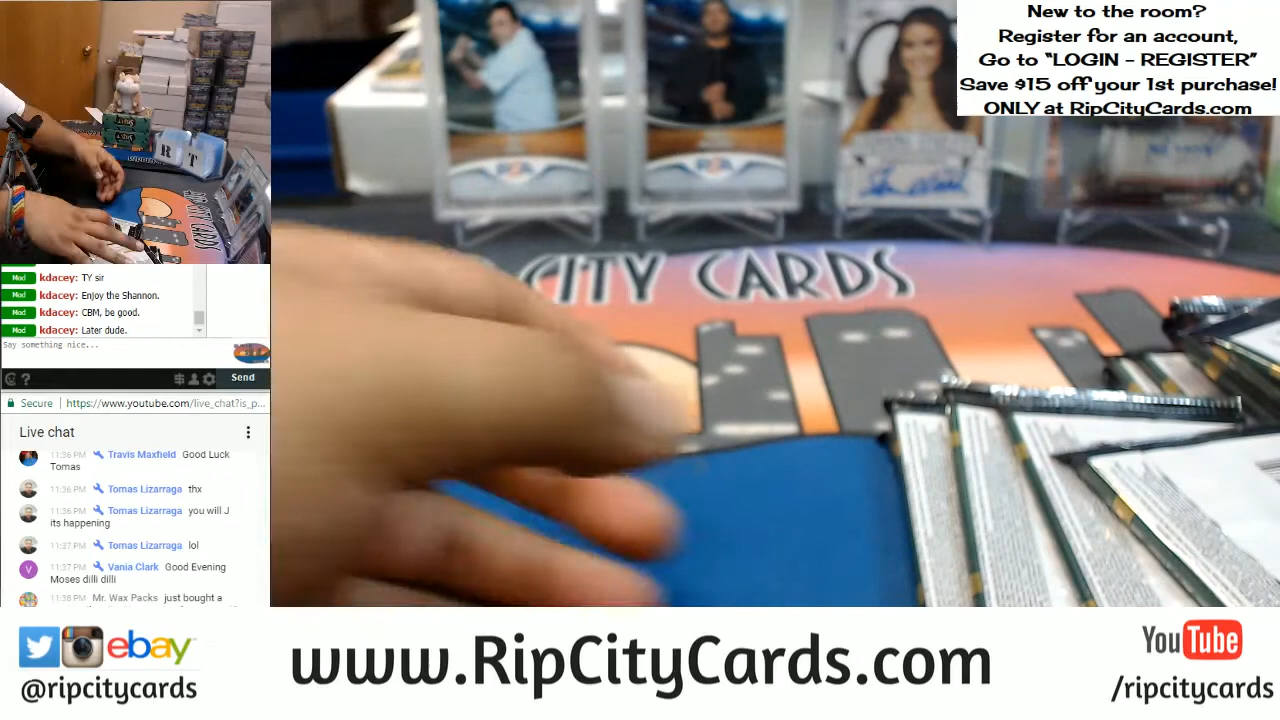 New to the room?
Register for an account,
Go to "LOGIN - REGISTER"
Save $15 off your 1st purchase!
ONLY at RipCityCards.com
R T
CITY CARDS
Mod kdacey: TY sir
Mod kdacey: Enjoy the Shannon.
Mod kdacey: CBM, be good.
Mod kdacey: Later dude.
Say something nice...
Send
Secure https://www.youtube.com/live_chat?is_p...
Live chat
11:36 PM Travis Maxfield Good Luck
Tomas
11:36 PM Tomas Lizarraga thx
11:36 PM Tomas Lizarraga you will J
its happening
11:37 PM Tomas Lizarraga lol
11:37 PM Vania Clark Good Evening
Moses dilli dilli
11:38 PM Mr. Wax Packs just bought a
ebay
@ripcitycards
www.RipCityCards.com
YouTube
/ripcitycards